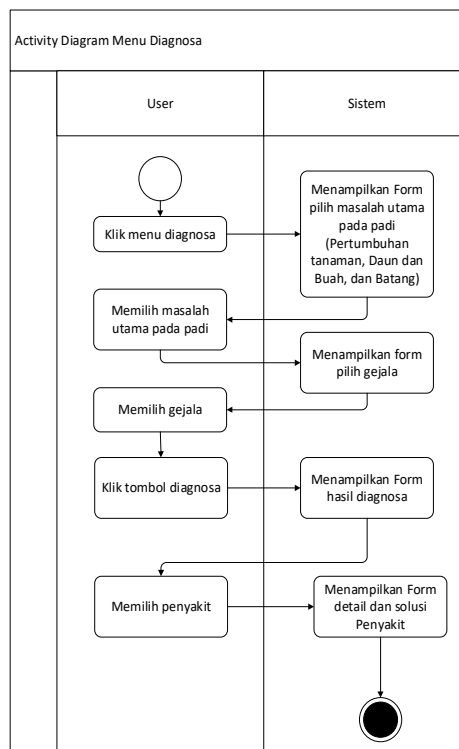 Activity Diagram Menu Diagnosa
User
Sistem
Klik menu diagnosa
Menampilkan Form
pilih masalah utama
pada padi
(Pertumbuhan
tanaman, Daun dan
Buah, dan Batang)
Memilih masalah
utama pada padi
Menampilkan form
pilih gejala
Memilih gejala
Klik tombol diagnosa
Menampilkan Form
hasil diagnosa
Memilih penyakit
Menampilkan Form
detail dan solusi
Penyakit